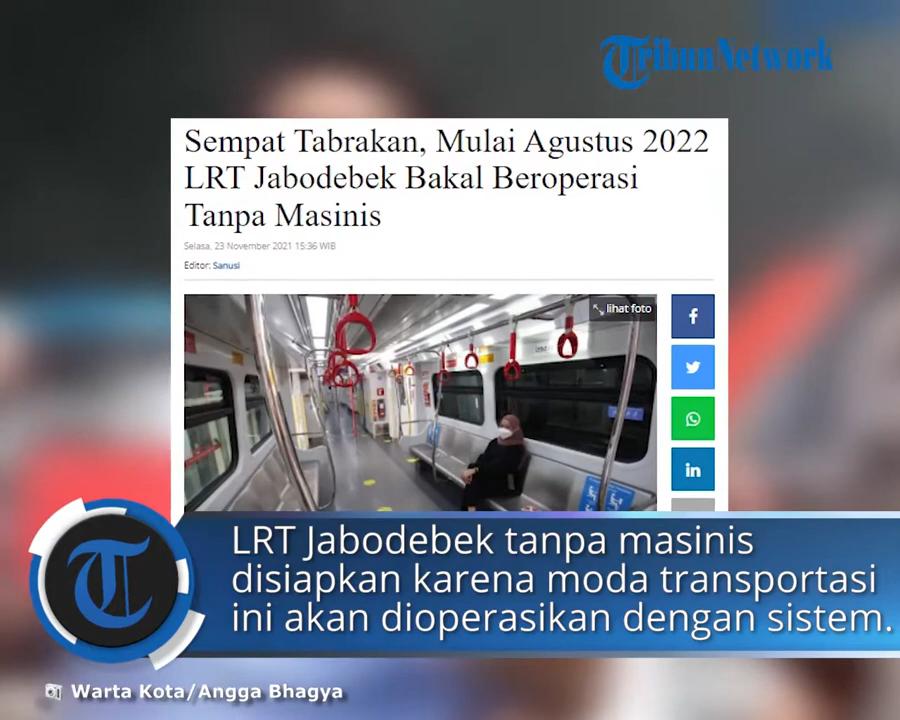 TribunNetwork
Sempat Tabrakan, Mulai Agustus 2022
LRT Jabodebek Bakal Beroperasi
Tanpa Masinis
Selasa, 23 November 2021 15:36 WIB
Editor: Sanusi
lihat foto
f
in
T
LRT Jabodebek tanpa masinis
disiapkan karena moda transportasi
ini akan dioperasikan dengan sistem.
Warta Kota/Angga Bhagya